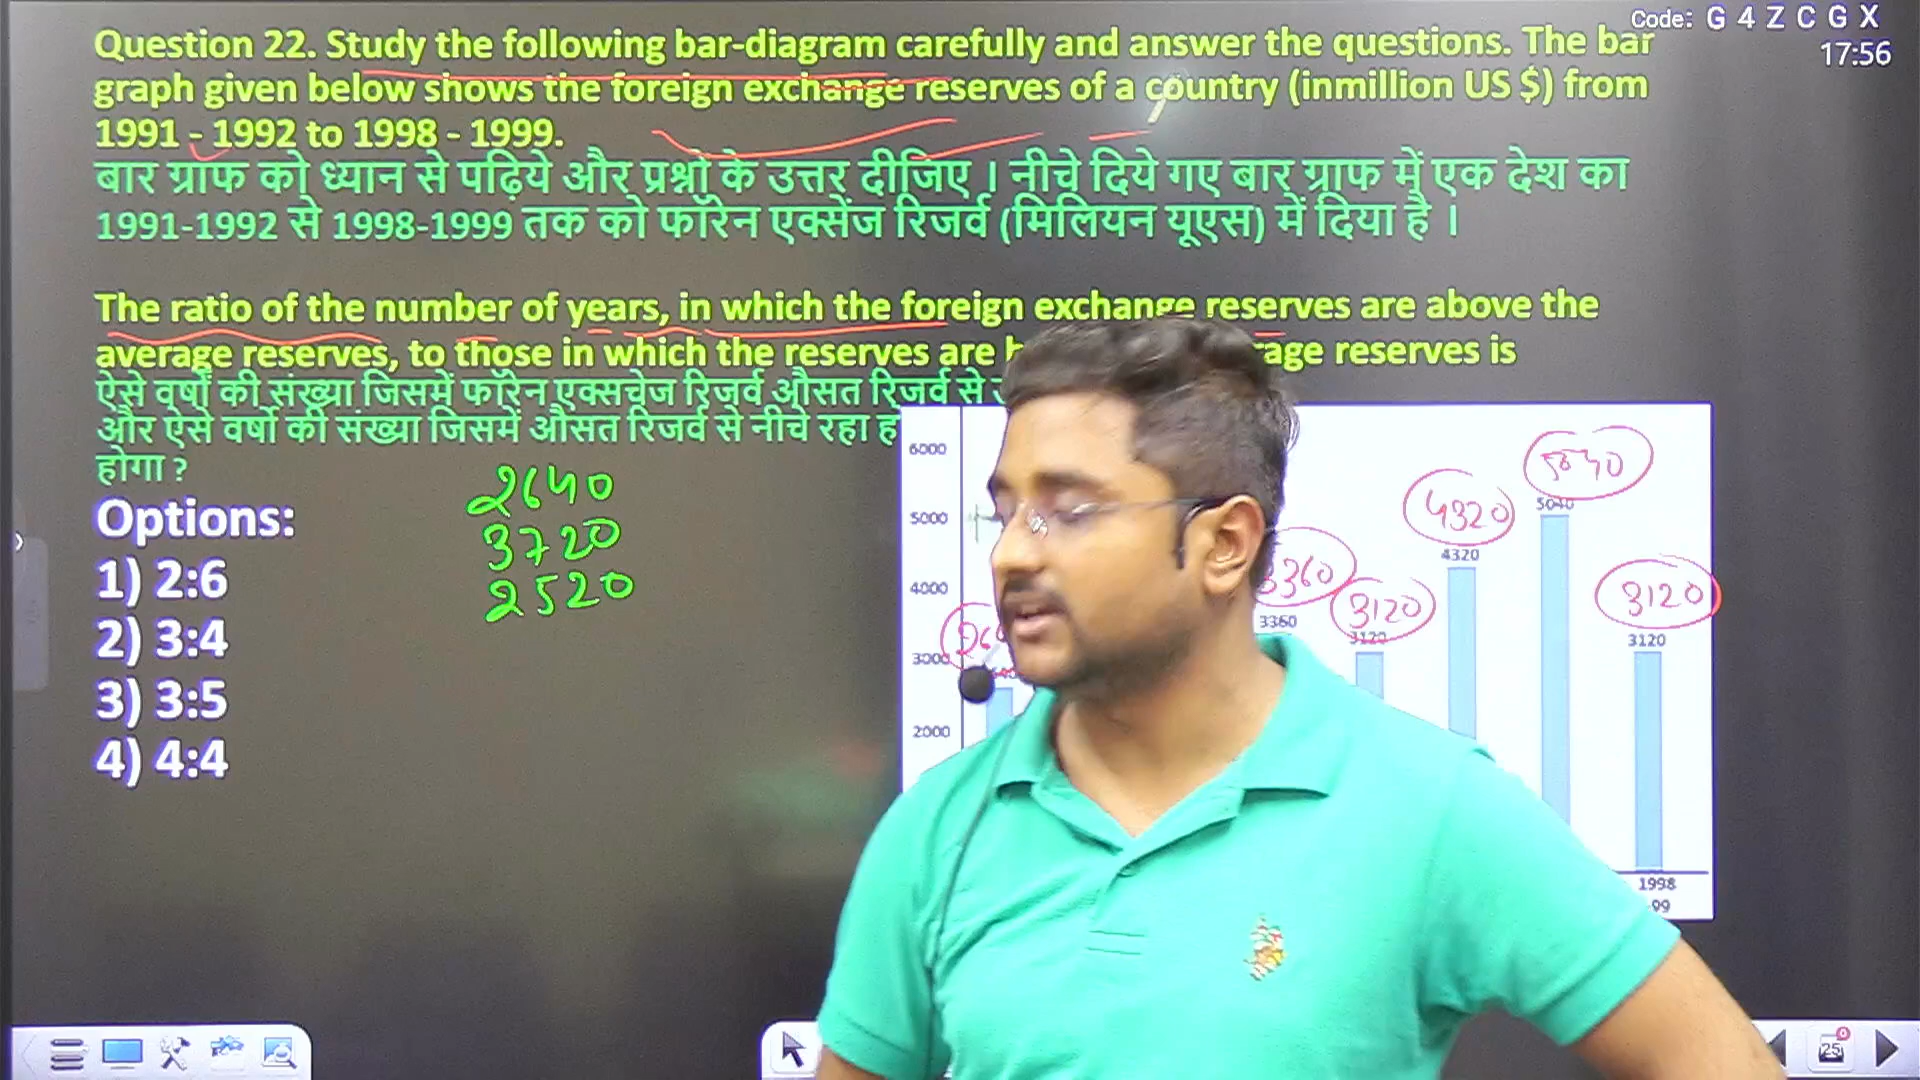 Code: G 4 Z C G X
17:56
Question 22. Study the following bar-diagram carefully and answer the questions. The bar
graph given below shows the foreign exchange reserves of a country (inmillion US $) from
1991 - 1992 to 1998 - 1999.
बार ग्राफ को ध्यान से पढ़िये और प्रश्नों के उत्तर दीजिए । नीचे दिये गए बार ग्राफ में एक देश का
1991-1992 से 1998-1999 तक को फॉरेन एक्सेंज रिजर्व (मिलियन यूएस) में दिया है ।
The ratio of the number of years, in which the foreign exchange reserves are above the
average reserves, to those in which the reserves are reserves is
ऐसे वर्षों की संख्या जिसमें फॉरेन एक्सचेज रिजर्व औसत रिजर्व से
और ऐसे वर्षो की संख्या जिसमें औसत रिजर्व से नीचे रहा
होगा ?
Options:
1) 2:6
2) 3:4
3) 3:5
4) 4:4
2640
3720
2520
6000
5000
4000
3000
2000
3360
3360
3120
3120
4320
4320
5040
5040
3120
3120
1998
99
25